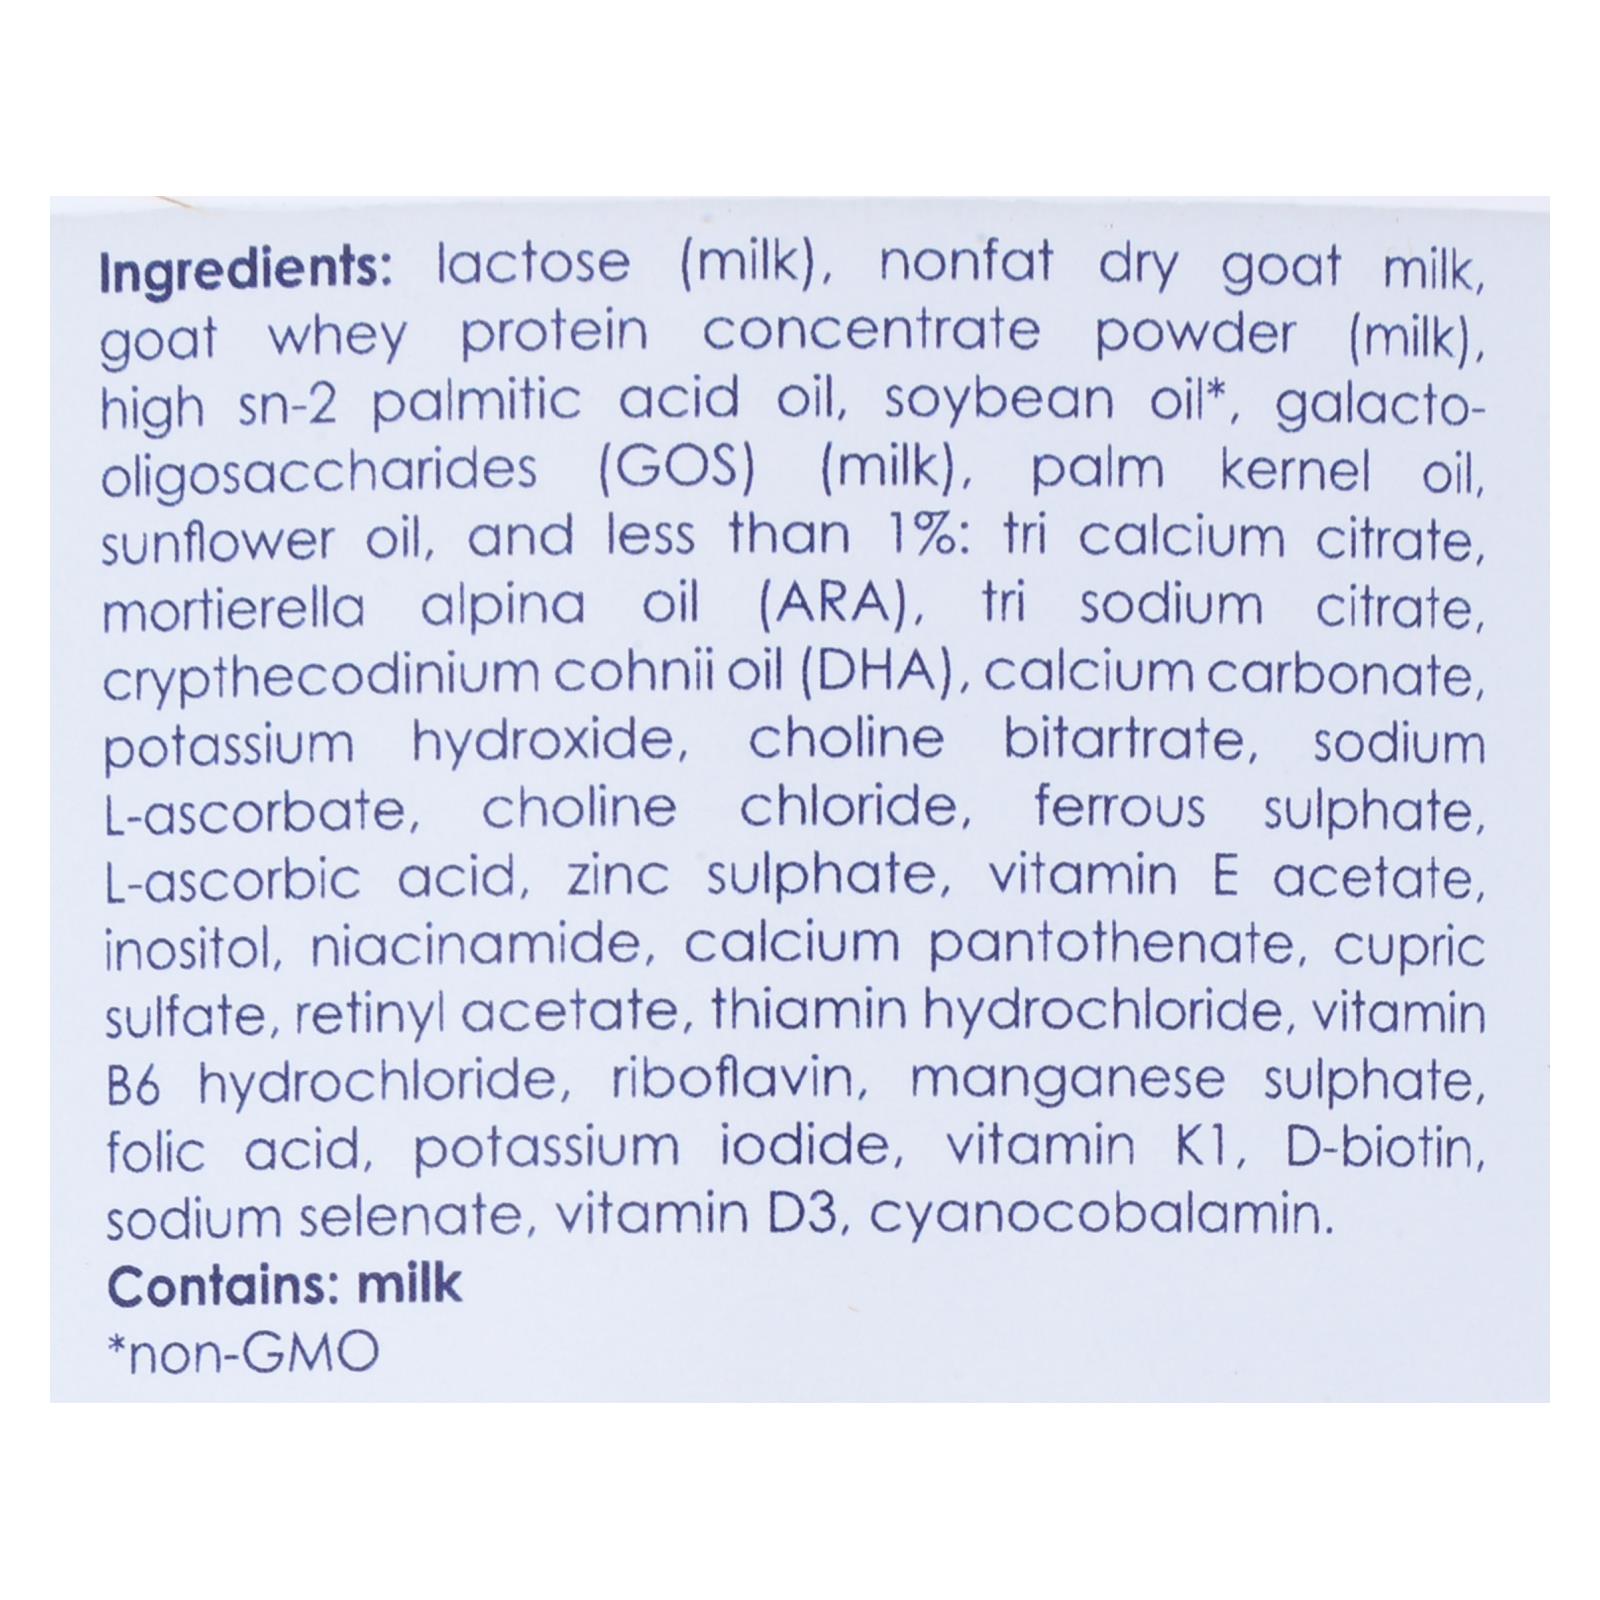 Ingredients: lactose (milk), nonfat dry goat milk,
goat whey protein concentrate powder (milk),
high sn-2 palmitic acid oil, soybean oil*, galacto-
oligosaccharides (GOS) (milk), palm kernel oil,
sunflower oil, and less than 1%: tri calcium citrate,
mortierella alpina oil (ARA), tri sodium citrate,
crypthecodinium cohnii oil (DHA), calcium carbonate,
potassium hydroxide, choline bitartrate, sodium
L-ascorbate, choline chloride, ferrous sulphate,
L-ascorbic acid, zinc sulphate, vitamin E acetate,
inositol, niacinamide, calcium pantothenate, cupric
sulfate, retinyl acetate, thiamin hydrochloride, vitamin
B6 hydrochloride, riboflavin, manganese sulphate,
folic acid, potassium iodide, vitamin K1, D-biotin,
sodium selenate, vitamin D3, cyanocobalamin.
Contains: milk
*non-GMO